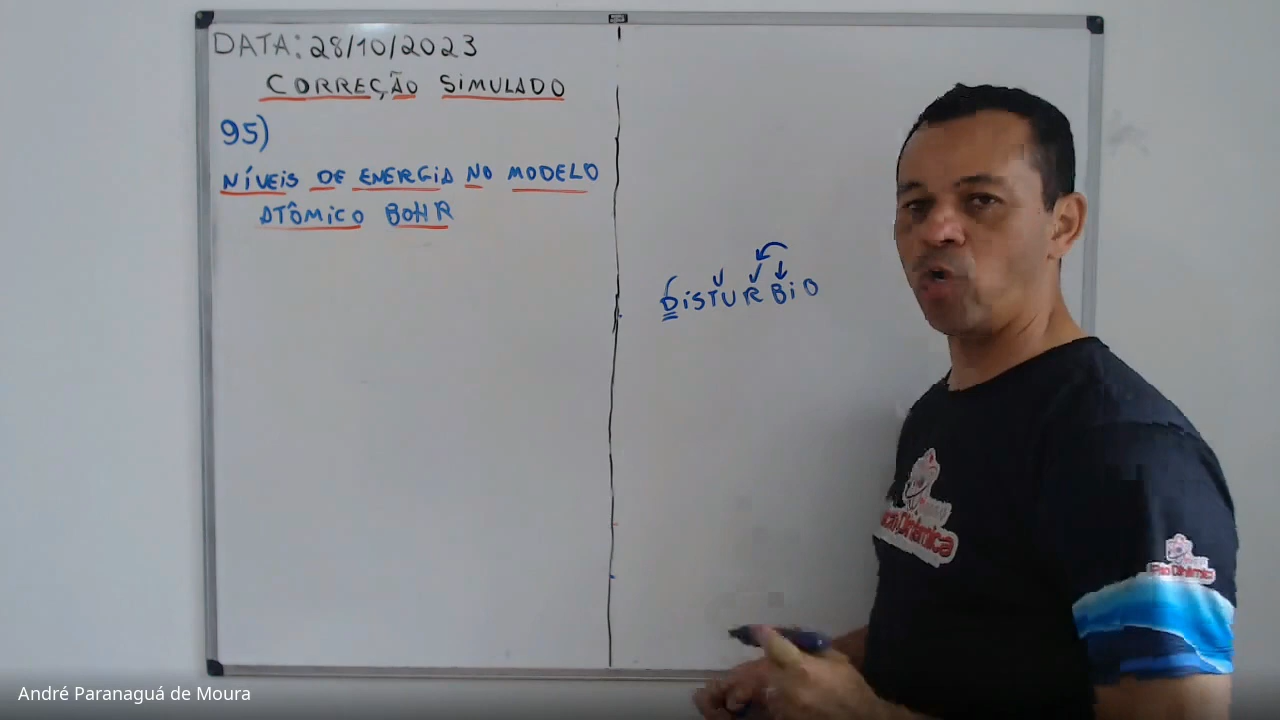 DATA: 28/10/2023
CORREÇÃO SIMULADO
95)
NÍVEIS DE ENERGIA NO MODELO
ATÔMICO BOHR
DISTURBIO
Dinâmica
André Paranaguá de Moura